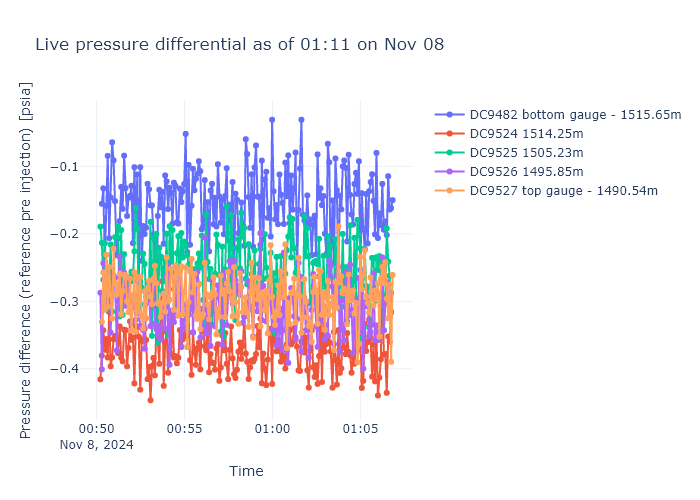 Live pressure differential as of 01:11 on Nov 08
Pressure difference (reference pre injection) [psia]
−0.1
−0.2
−0.3
−0.4
00:50
Nov 8, 2024
00:55
01:00
01:05
Time
DC9482 bottom gauge - 1515.65m
DC9524 1514.25m
DC9525 1505.23m
DC9526 1495.85m
DC9527 top gauge - 1490.54m